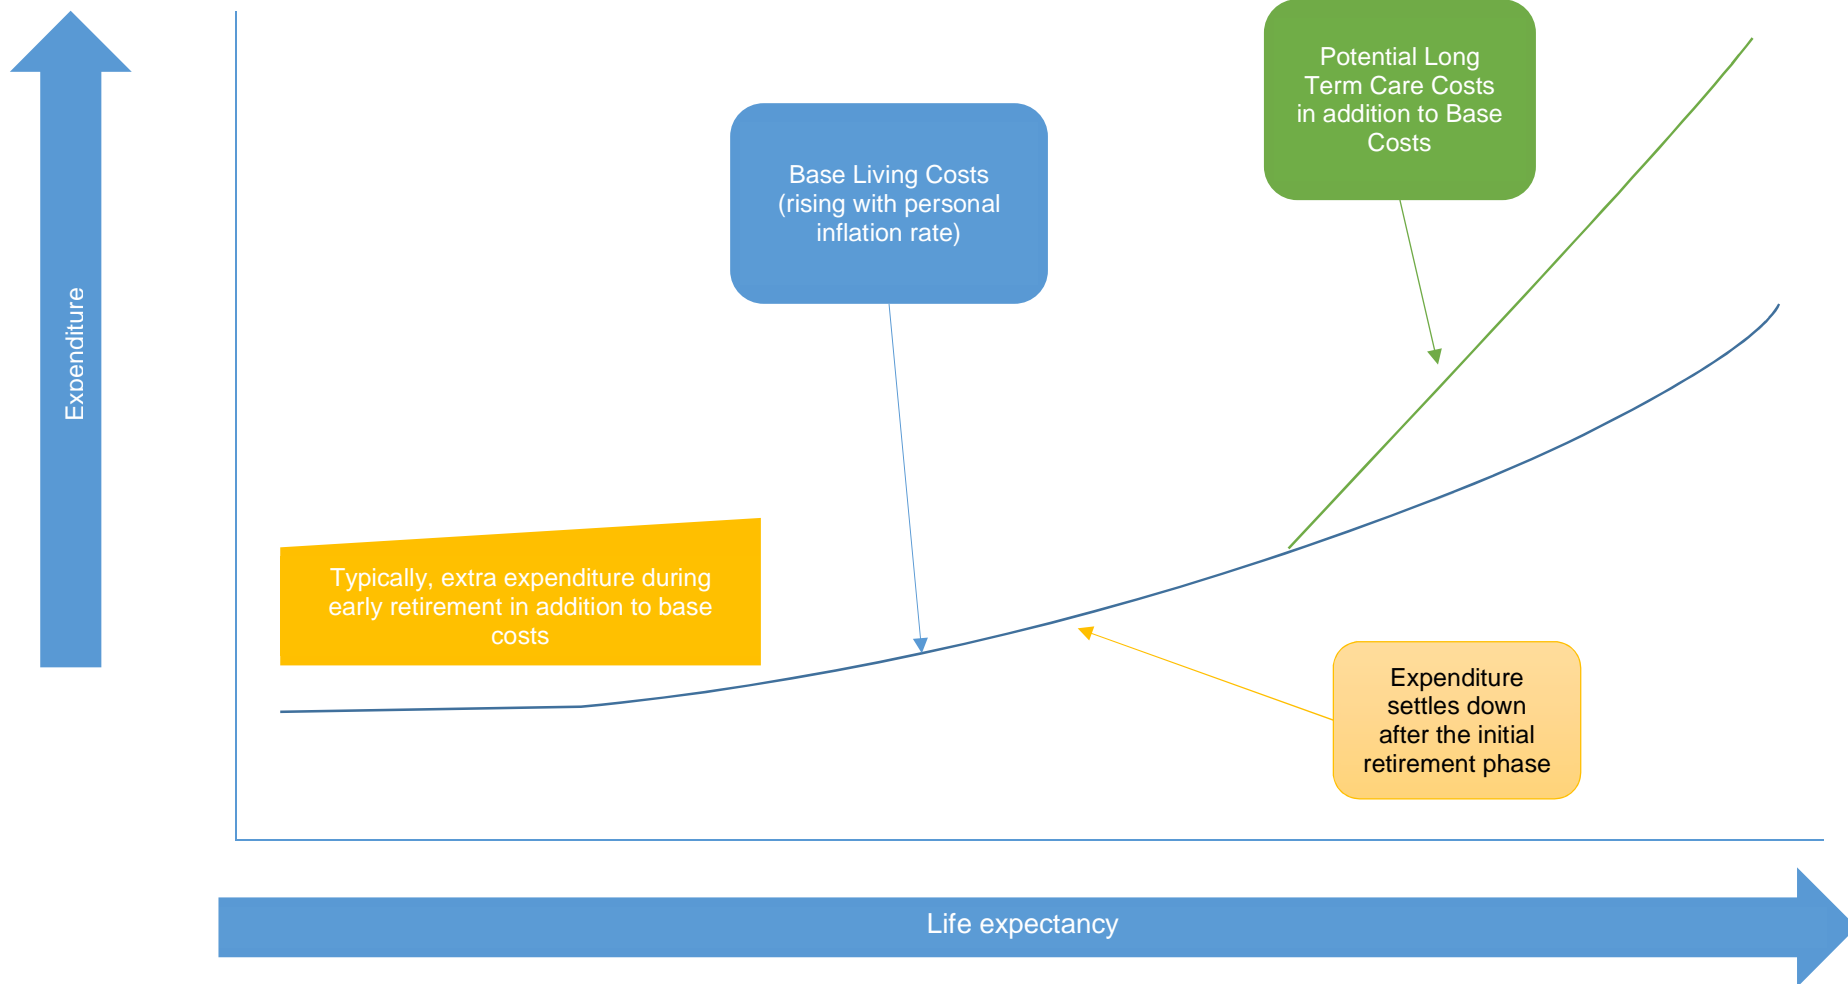 Potential Long
Term Care Costs
in addition to Base
Costs
Base Living Costs
(rising with personal
inflation rate)
Expenditure
Typically, extra expenditure during
early retirement in addition to base
costs
Expenditure
settles down
after the initial
retirement phase
Life expectancy